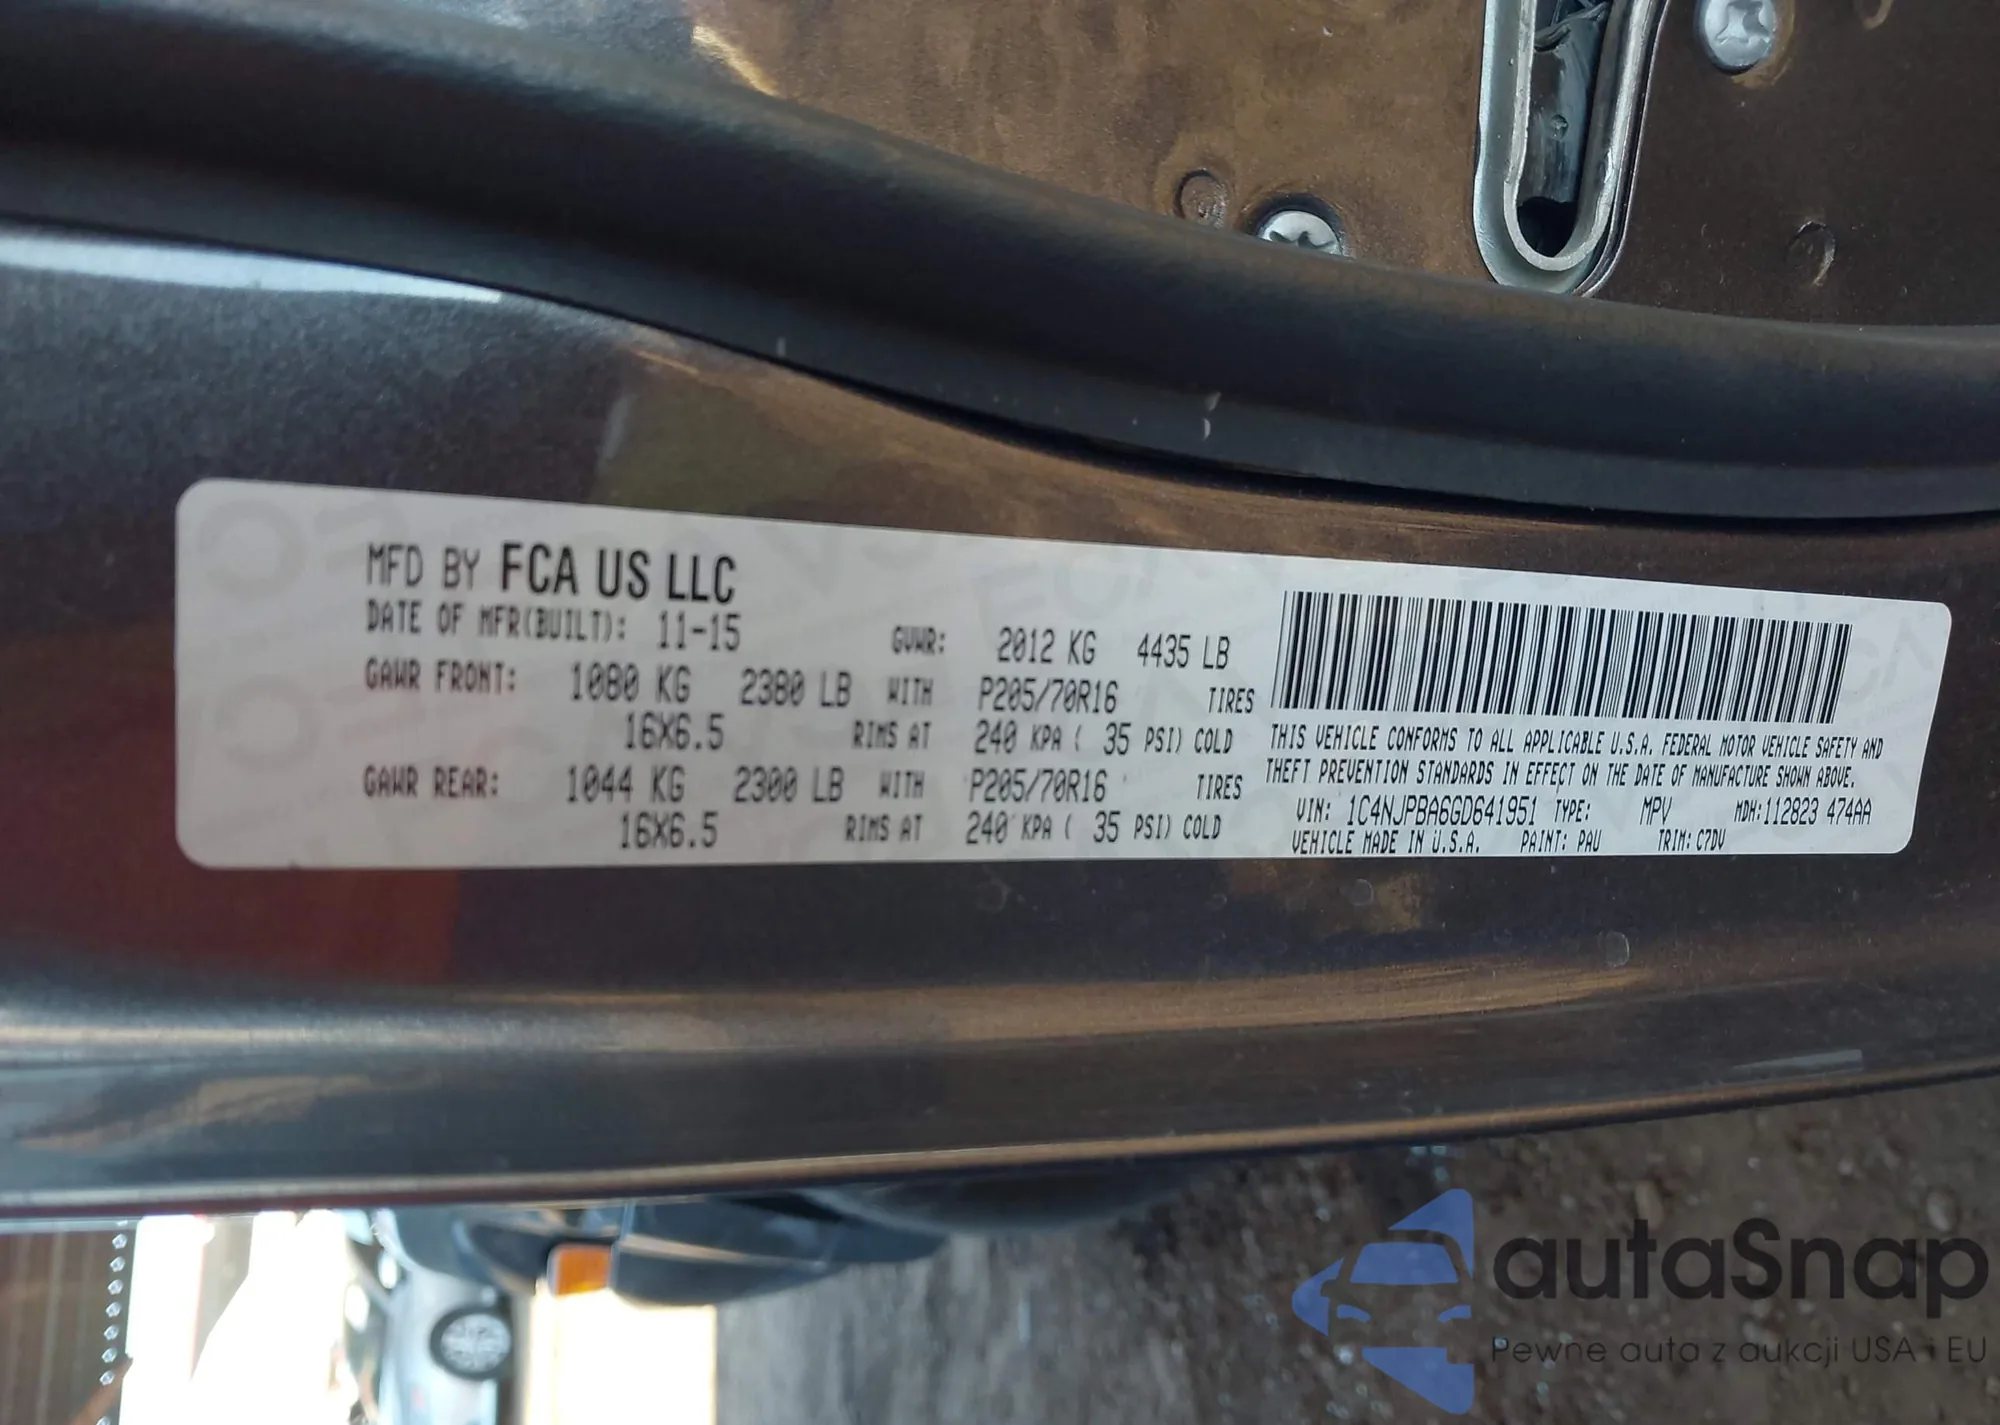 MFD BY FCA US LLC
DATE OF MFR(BUILT): 11-15 GVWR: 2012 KG 4435 LB
GAWR FRONT: 1080 KG 2380 LB WITH P205/70R16 TIRES
16X6.5 RIMS AT 240 KPA ( 35 PSI) COLD
GAWR REAR: 1044 KG 2300 LB WITH P205/70R16 TIRES
16X6.5 RIMS AT 240 KPA ( 35 PSI) COLD
THIS VEHICLE CONFORMS TO ALL APPLICABLE U.S.A. FEDERAL MOTOR VEHICLE SAFETY AND
THEFT PREVENTION STANDARDS IN EFFECT ON THE DATE OF MANUFACTURE SHOWN ABOVE.
VIN: 1C4NJPBA6GD641951 TYPE: MPV MDH:112823 474AA
VEHICLE MADE IN U.S.A. PAINT: PAU TRIM: C7DV
autaSnap
Pewne auta z aukcji USA i EU